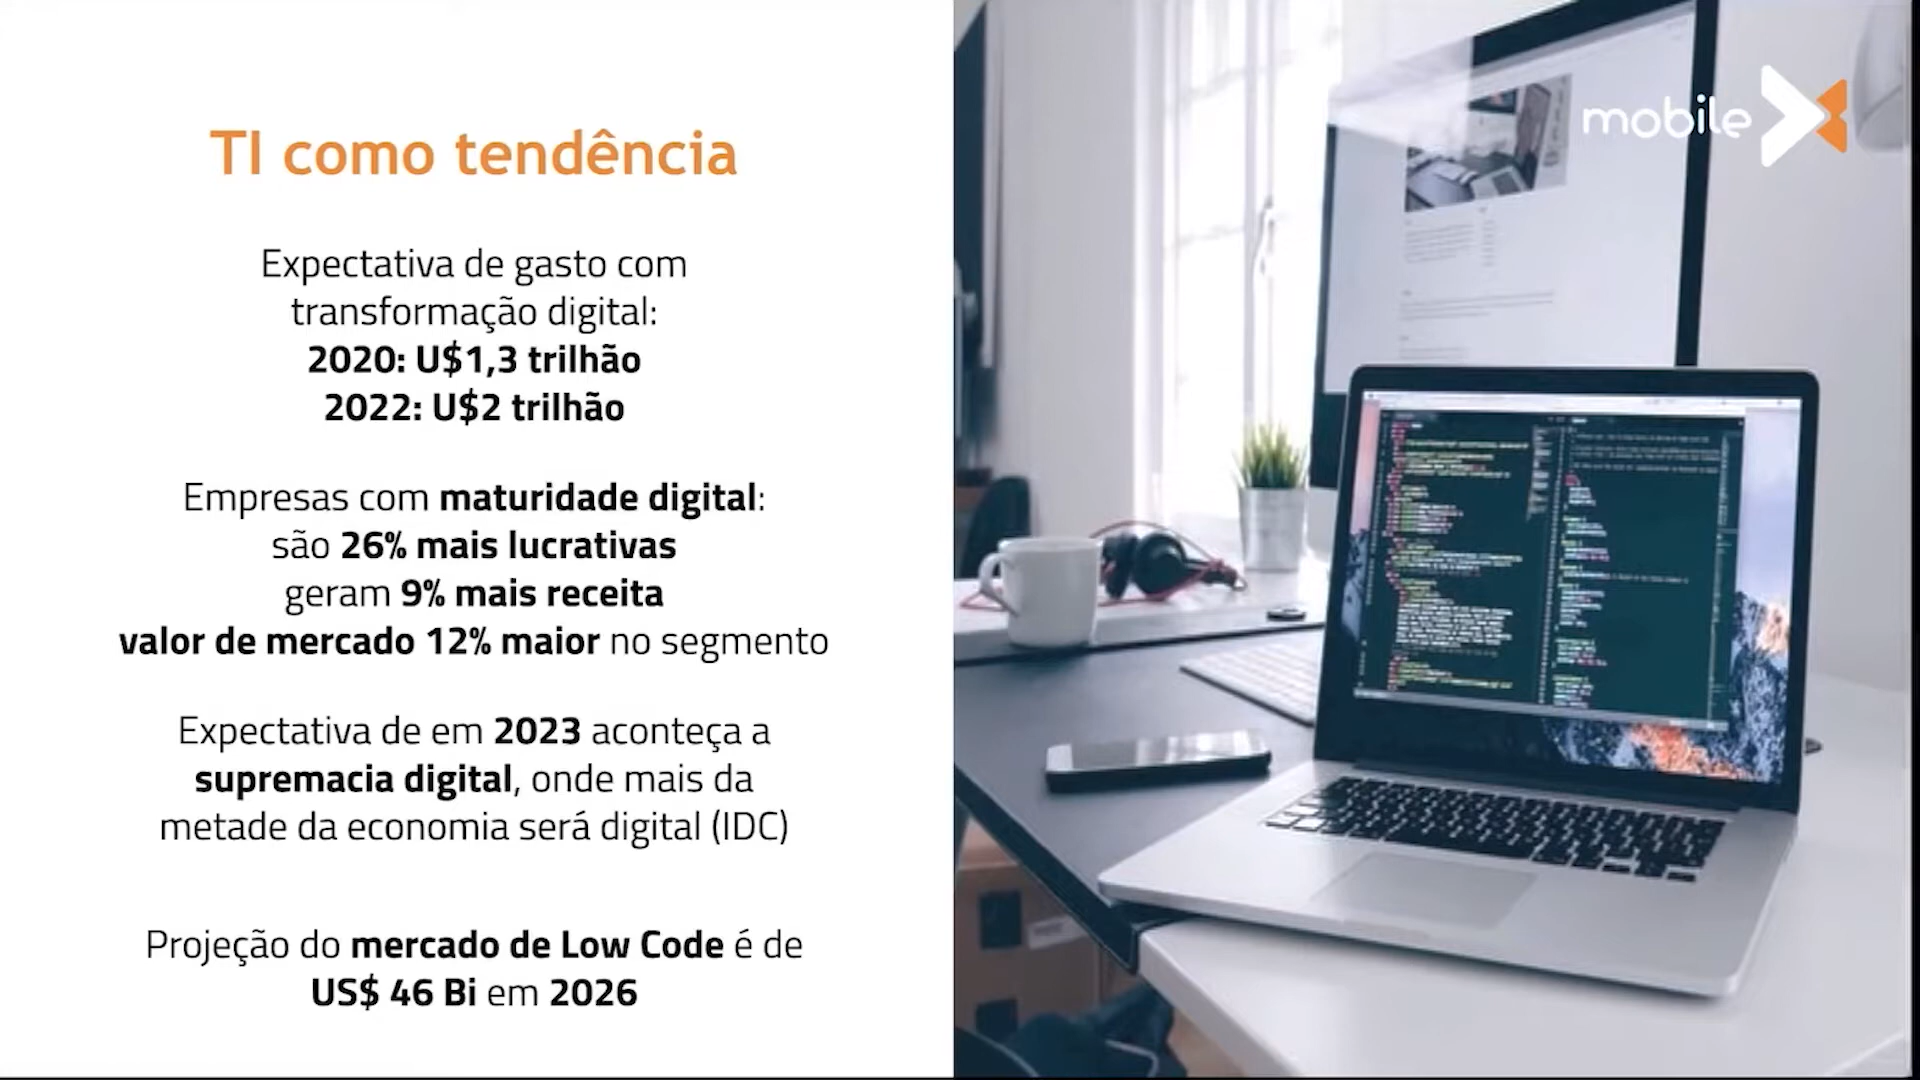 TI como tendência
Expectativa de gasto com
transformação digital:
2020: U$1,3 trilhão
2022: U$2 trilhão
Empresas com maturidade digital:
são 26% mais lucrativas
geram 9% mais receita
valor de mercado 12% maior no segmento
Expectativa de em 2023 aconteça a
supremacia digital, onde mais da
metade da economia será digital (IDC)
Projeção do mercado de Low Code é de
US$ 46 Bi em 2026
mobile